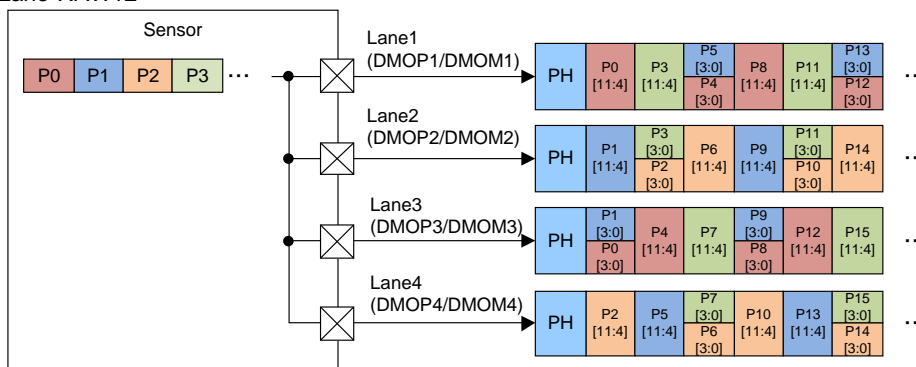 Sensor
P0 P1 P2 P3 ...
Lane1
(DMOP1/DMOM1)
PH
P0
[11:4]
P3
[11:4]
P5
[3:0]
P4
[3:0]
P8
[11:4]
P11
[11:4]
P13
[3:0]
P12
[3:0]
Lane2
(DMOP2/DMOM2)
PH
P1
[11:4]
P3
[3:0]
P2
[3:0]
P6
[11:4]
P9
[11:4]
P11
[3:0]
P10
[3:0]
P14
[11:4]
Lane3
(DMOP3/DMOM3)
PH
P1
[3:0]
P0
[3:0]
P4
[11:4]
P7
[11:4]
P9
[3:0]
P8
[3:0]
P12
[11:4]
P15
[11:4]
Lane4
(DMOP4/DMOM4)
PH
P2
[11:4]
P5
[11:4]
P7
[3:0]
P6
[3:0]
P10
[11:4]
P13
[11:4]
P15
[3:0]
P14
[3:0]